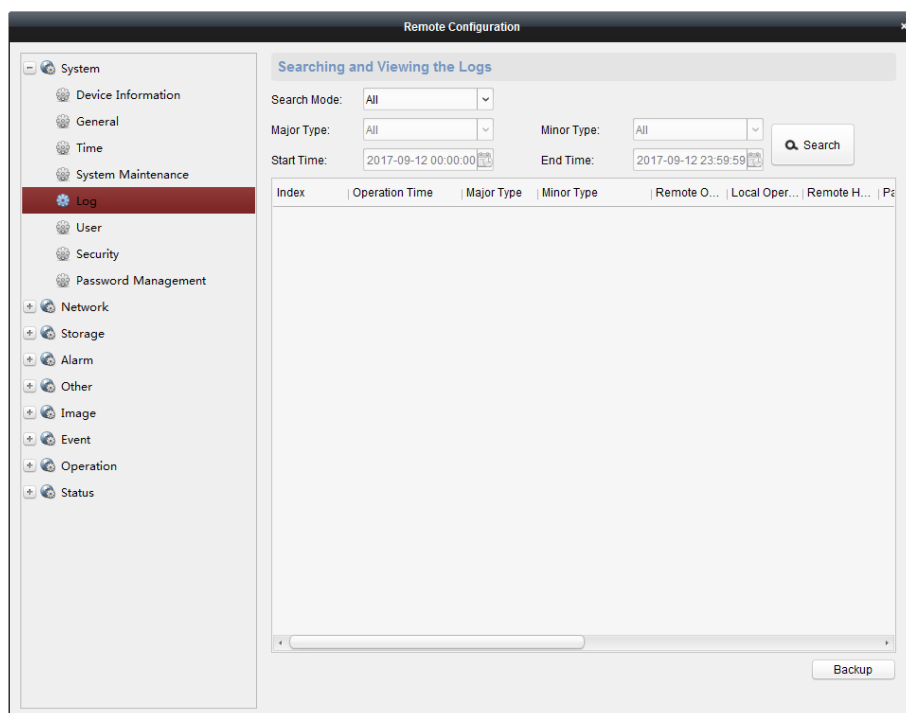 Remote Configuration
System
Device Information
General
Time
System Maintenance
Log
User
Security
Password Management
Network
Storage
Alarm
Other
Image
Event
Operation
Status
Searching and Viewing the Logs
Search Mode: All
Major Type: All Minor Type: All
Start Time: 2017-09-12 00:00:00 End Time: 2017-09-12 23:59:59
Search
Index Operation Time Major Type Minor Type Remote O... Local Oper... Remote H... Pa
Backup